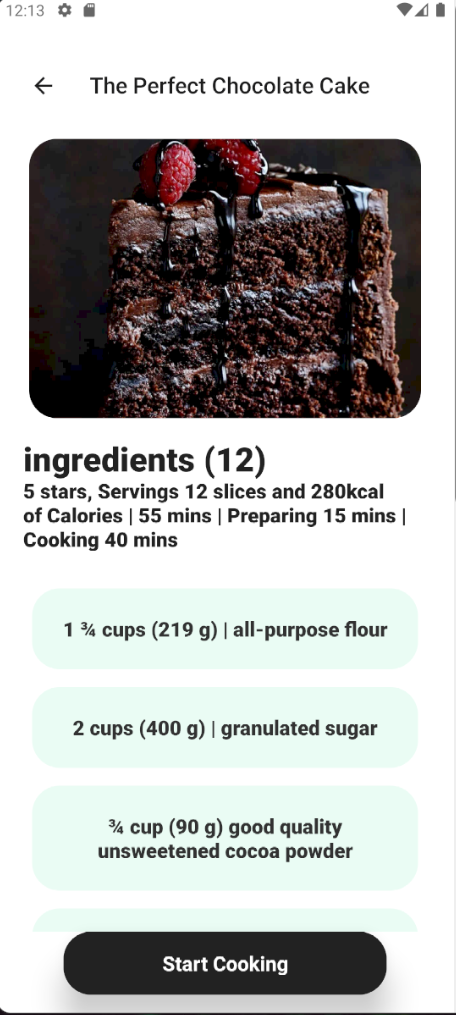 12:13
The Perfect Chocolate Cake
ingredients (12)
5 stars, Servings 12 slices and 280kcal
of Calories | 55 mins | Preparing 15 mins |
Cooking 40 mins
1 ¾ cups (219 g) | all-purpose flour
2 cups (400 g) | granulated sugar
¾ cup (90 g) good quality
unsweetened cocoa powder
Start Cooking